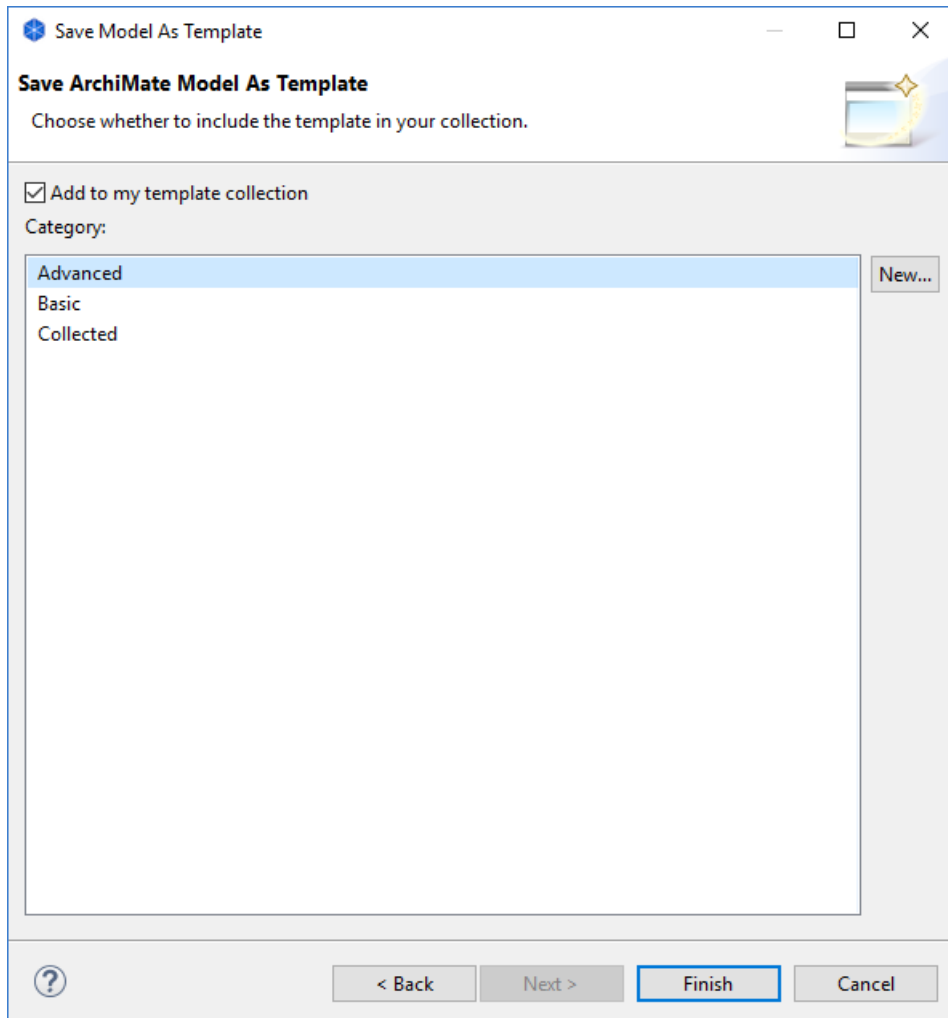 Save Model As Template
Save ArchiMate Model As Template
Choose whether to include the template in your collection.
Add to my template collection
Category:
Advanced
New...
Basic
Collected
?
< Back
Next >
Finish
Cancel